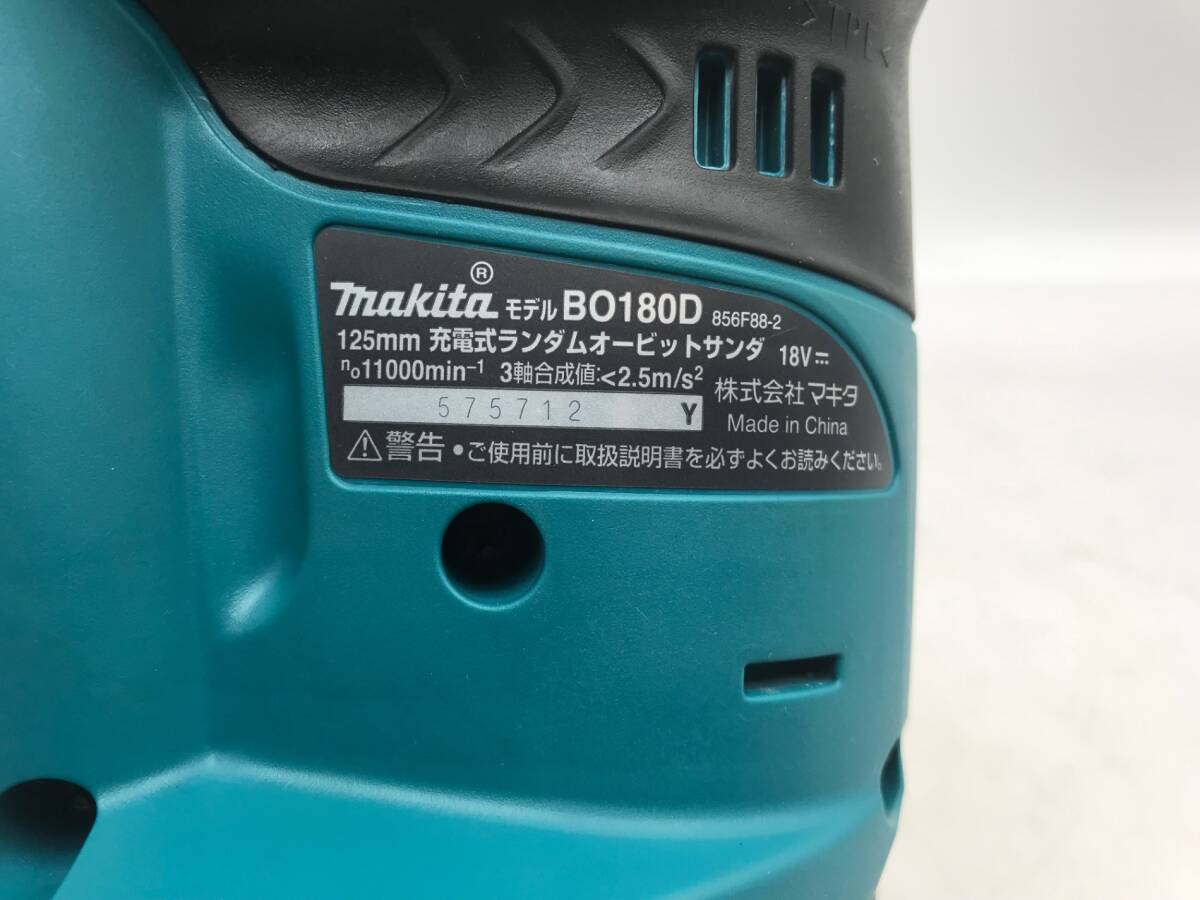 >TPE<
makita® モデル BO180D 856F88-2
125mm 充電式ランダムオービットサンダ 18V⎓
no11000min⁻¹ 3軸合成値:<2.5m/s²
株式会社マキタ
575712 Y
Made in China
⚠警告 •ご使用前に取扱説明書を必ずよくお読みください。